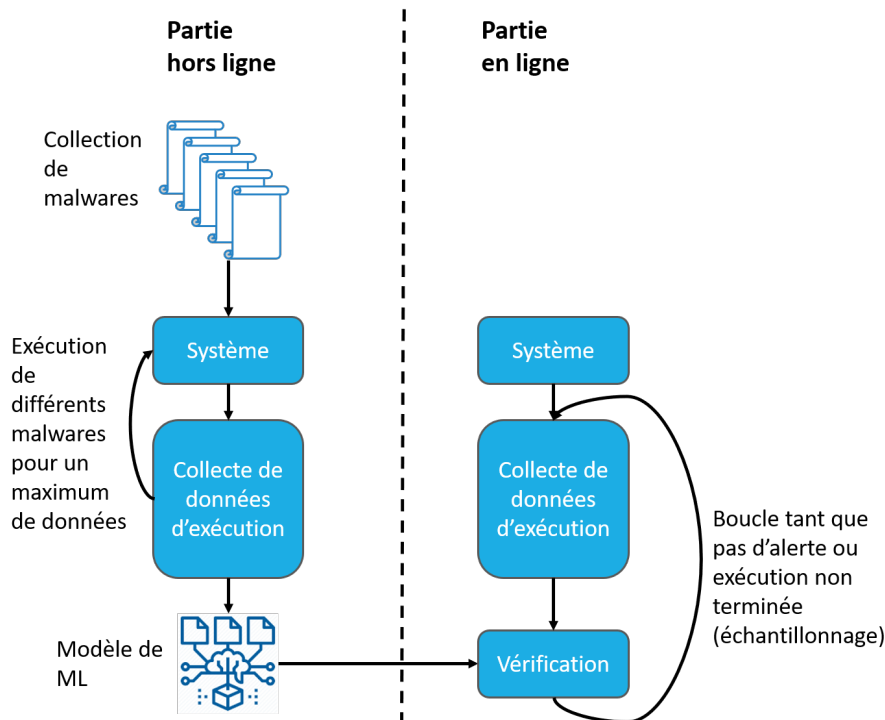 Partie
hors ligne
Partie
en ligne
Collection
de
malwares
Système
Exécution
de
différents
malwares
pour un
maximum
de données
Collecte de
données
d’exécution
Modèle de
ML
Système
Collecte de
données
d’exécution
Boucle tant que
pas d’alerte ou
exécution non
terminée
(échantillonnage)
Vérification